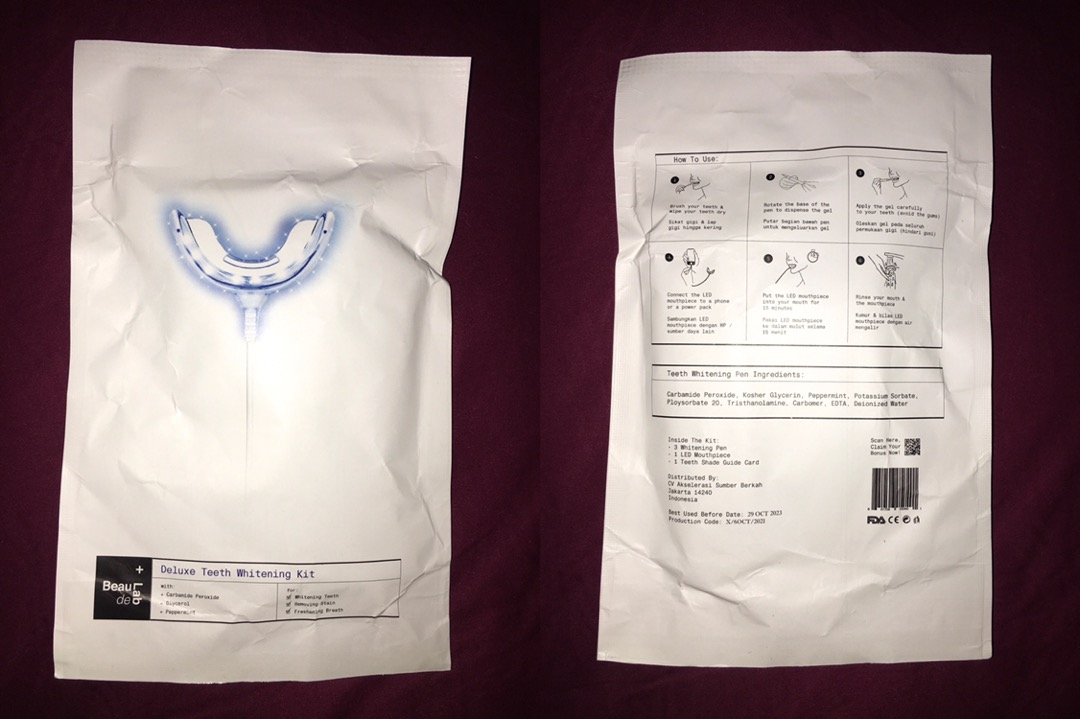 +
Beau Lab
de
Deluxe Teeth Whitening Kit
with:
+ Carbamide Peroxide
+ Glycerol
+ Peppermint
For:
Whitening Teeth
Removing Stain
Freshening Breath
How To Use:
1
Brush your teeth &
wipe your teeth dry
Sikat gigi & lap
gigi hingga kering
2
Rotate the base of the
pen to dispense the gel
Putar bagian bawah pen
untuk mengeluarkan gel
3
Apply the gel carefully
to your teeth (avoid the gums)
Oleskan gel pada seluruh
permukaan gigi (hindari gusi)
4
Connect the LED
mouthpiece to a phone
or a power pack
Sambungkan LED
mouthpiece dengan HP /
sumber daya lain
5
Put the LED mouthpiece
into your mouth for
15 minutes
Pakai LED mouthpiece
ke dalam mulut selama
15 menit
6
Rinse your mouth &
the mouthpiece
Kumur & bilas LED
mouthpiece dengan air
mengalir
Teeth Whitening Pen Ingredients:
Carbamide Peroxide, Kosher Glycerin, Peppermint, Potassium Sorbate,
Ploysorbate 20, Tristhanolamine, Carbomer, EDTA, Deionized Water
Inside The Kit:
- 3 Whitening Pen
- 1 LED Mouthpiece
- 1 Teeth Shade Guide Card
Distributed By:
CV Akselerasi Sumber Berkah
Jakarta 14240
Indonesia
Best Used Before Date: 29 OCT 2023
Production Code: X/6OCT/2021
Scan Here,
Claim Your
Bonus Now!
FDA CE